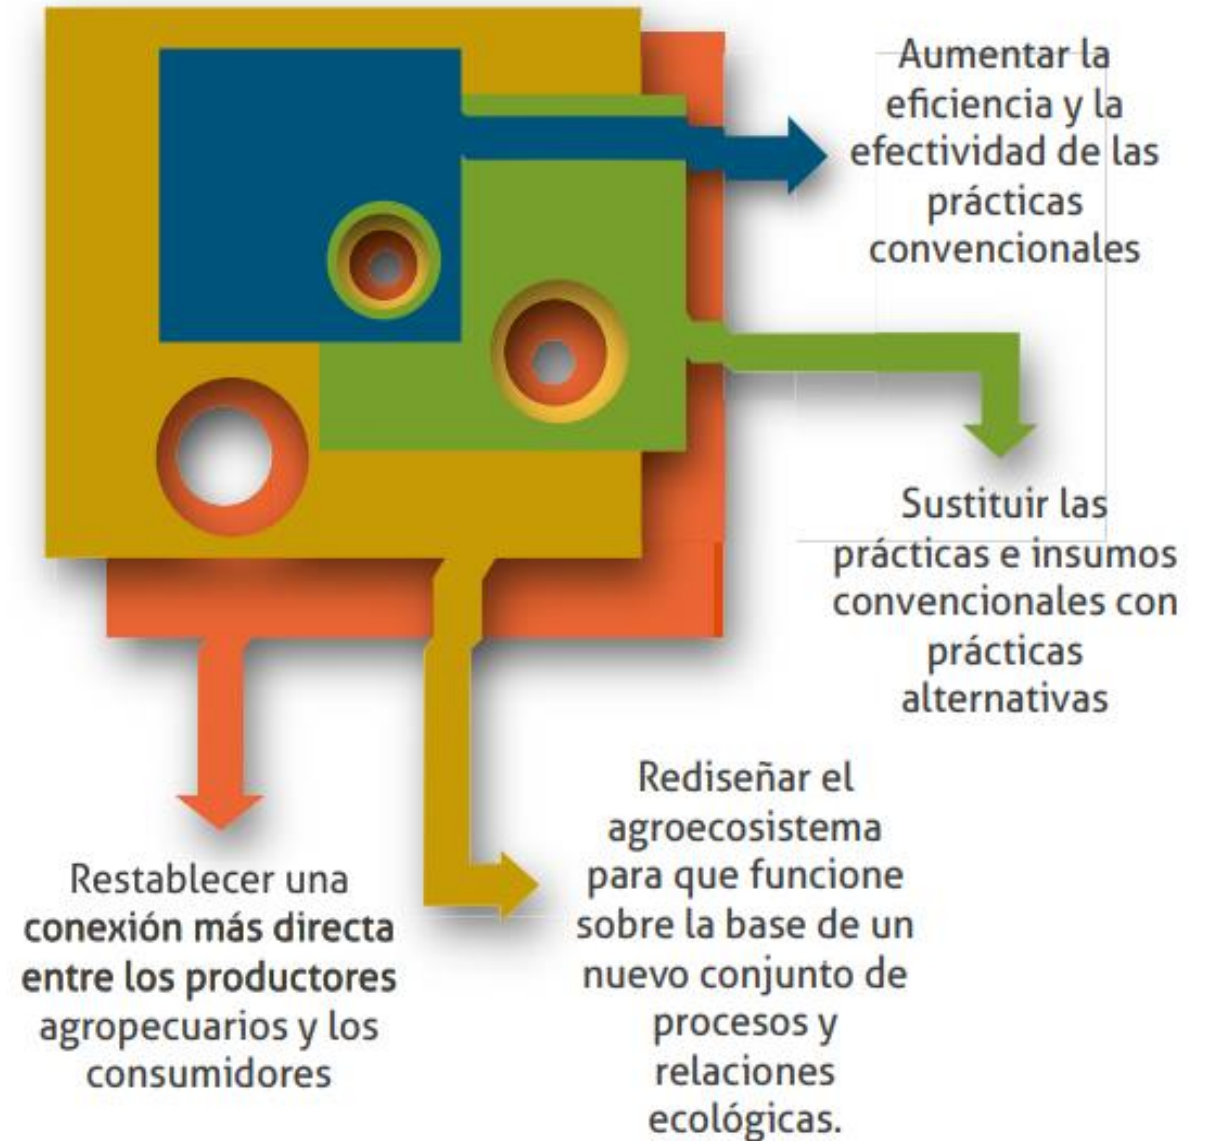 Aumentar la
eficiencia y la
efectividad de las
prácticas
convencionales
Sustituir las
prácticas e insumos
convencionales con
prácticas
alternativas
Rediseñar el
agroecosistema
para que funcione
sobre la base de un
nuevo conjunto de
procesos y
relaciones
ecológicas.
Restablecer una
conexión más directa
entre los productores
agropecuarios y los
consumidores